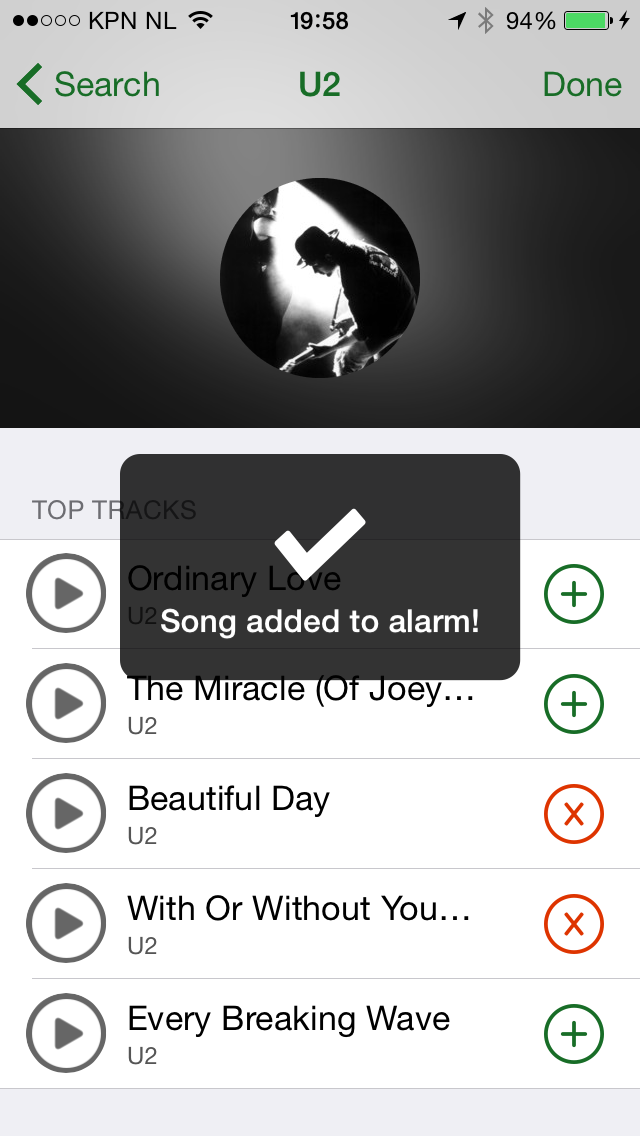 KPN NL 19:58 94%
Search U2 Done
TOP TRACKS
Ordinary Love
U2
Song added to alarm!
The Miracle (Of Joey…
U2
Beautiful Day
U2
With Or Without You…
U2
Every Breaking Wave
U2